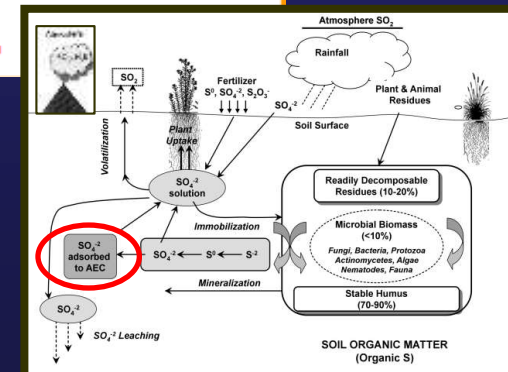 Atmosphere SO₂
Rainfall
SO₂
Fertilizer
S⁰, SO₄⁻², S₂O₃⁻
SO₄⁻²
Plant & Animal
Residues
Soil Surface
Plant
Uptake
Volatilization
SO₄⁻²
solution
Readily Decomposable
Residues (10-20%)
Immobilization
Microbial Biomass
(<10%)
Fungi, Bacteria, Protozoa
Actinomycetes, Algae
Nematodes, Fauna
SO₄⁻²
adsorbed
to AEC
SO₄⁻² S⁰ S⁻²
Mineralization
Stable Humus
(70-90%)
SO₄⁻²
SO₄⁻² Leaching
SOIL ORGANIC MATTER
(Organic S)